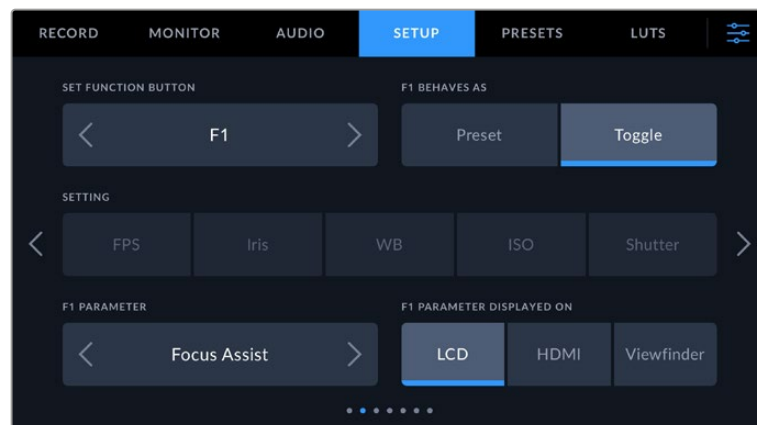 RECORD MONITOR AUDIO SETUP PRESETS LUTS
SET FUNCTION BUTTON F1 BEHAVES AS
F1 Preset Toggle
SETTING
FPS Iris WB ISO Shutter
F1 PARAMETER F1 PARAMETER DISPLAYED ON
Focus Assist LCD HDMI Viewfinder